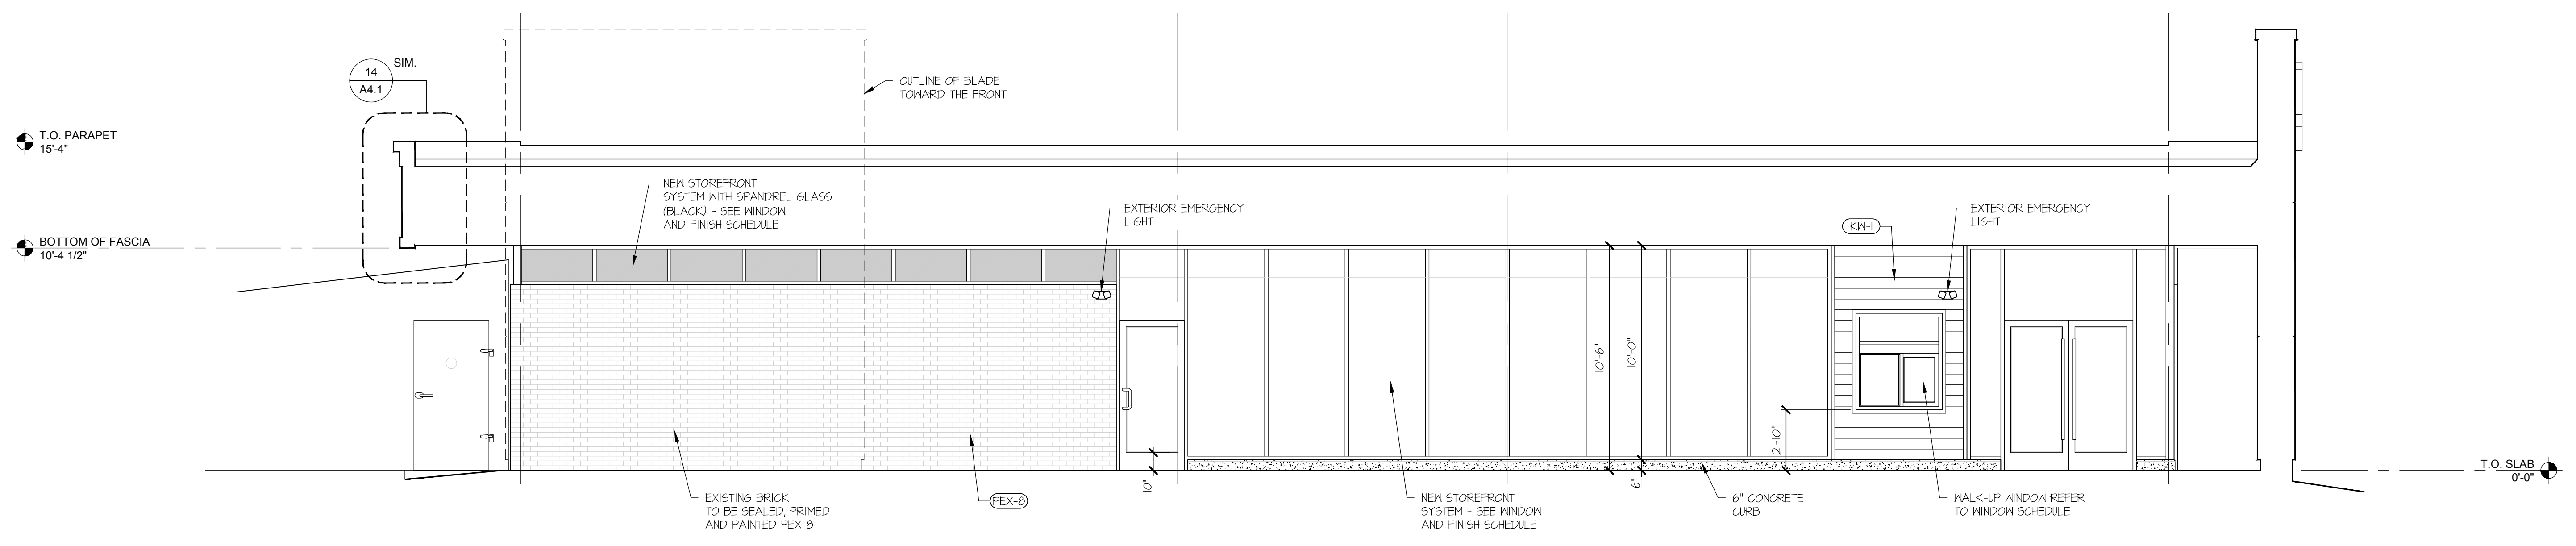 SIM.
14
A4.1
OUTLINE OF BLADE
TOWARD THE FRONT
T.O. PARAPET
15'-4"
NEW STOREFRONT
SYSTEM WITH SPANDREL GLASS
(BLACK) - SEE WINDOW
AND FINISH SCHEDULE
EXTERIOR EMERGENCY
LIGHT
KW-1
EXTERIOR EMERGENCY
LIGHT
BOTTOM OF FASCIA
10'-4 1/2"
10'-6"
10'-0"
2'-10"
10"
6"
T.O. SLAB
0'-0"
EXISTING BRICK
TO BE SEALED, PRIMED
AND PAINTED PEX-8
PEX-8
NEW STOREFRONT
SYSTEM - SEE WINDOW
AND FINISH SCHEDULE
6" CONCRETE
CURB
WALK-UP WINDOW REFER
TO WINDOW SCHEDULE